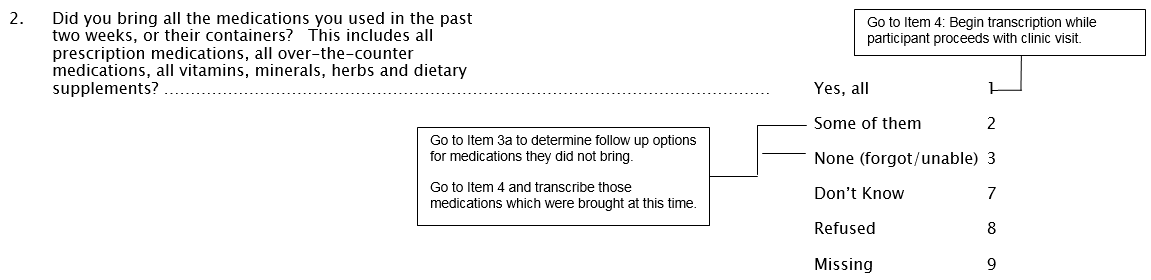 2. Did you bring all the medications you used in the past
two weeks, or their containers? This includes all
prescription medications, all over-the-counter
medications, all vitamins, minerals, herbs and dietary
supplements? ....................................................................................................................
Go to Item 4: Begin transcription while
participant proceeds with clinic visit.
Yes, all 1
Some of them 2
None (forgot/unable) 3
Don't Know 7
Refused 8
Missing 9
Go to Item 3a to determine follow up options
for medications they did not bring.
Go to Item 4 and transcribe those
medications which were brought at this time.